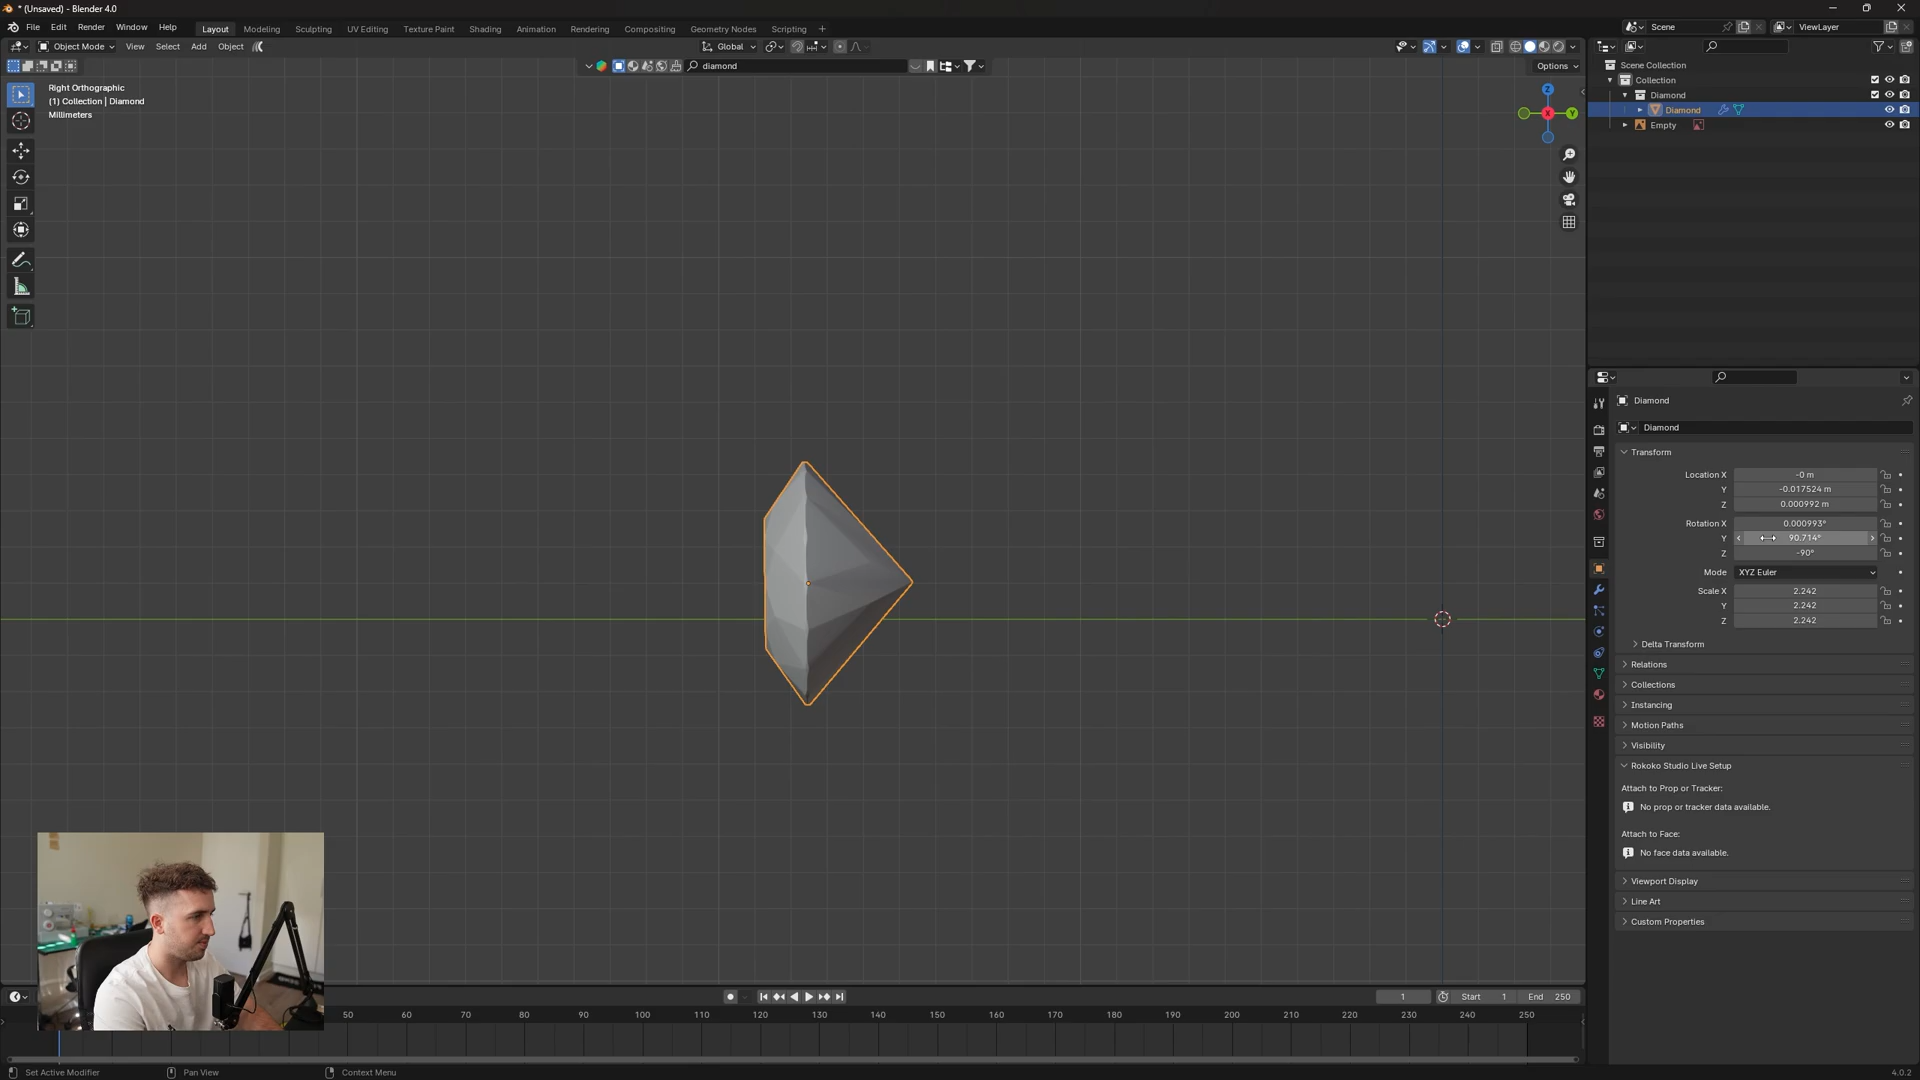 * (Unsaved) - Blender 4.0
File Edit Render Window Help Layout Modeling Sculpting UV Editing Texture Paint Shading Animation Rendering Compositing Geometry Nodes Scripting + Scene ViewLayer
Object Mode View Select Add Object Global
diamond Options
Right Orthographic
(1) Collection | Diamond
Millimeters
Z
X Y
Scene Collection
Collection
Diamond
Diamond
Empty
Diamond
Diamond
Transform
Location X -0 m
Y -0.017524 m
Z 0.000992 m
Rotation X 0.000993°
Y 90.714°
Z -90°
Mode XYZ Euler
Scale X 2.242
Y 2.242
Z 2.242
Delta Transform
Relations
Collections
Instancing
Motion Paths
Visibility
Rokoko Studio Live Setup
Attach to Prop or Tracker:
No prop or tracker data available.
Attach to Face:
No face data available.
Viewport Display
Line Art
Custom Properties
1 Start 1 End 250
50 60 70 80 90 100 110 120 130 140 150 160 170 180 190 200 210 220 230 240 250
Set Active Modifier Pan View Context Menu 4.0.2